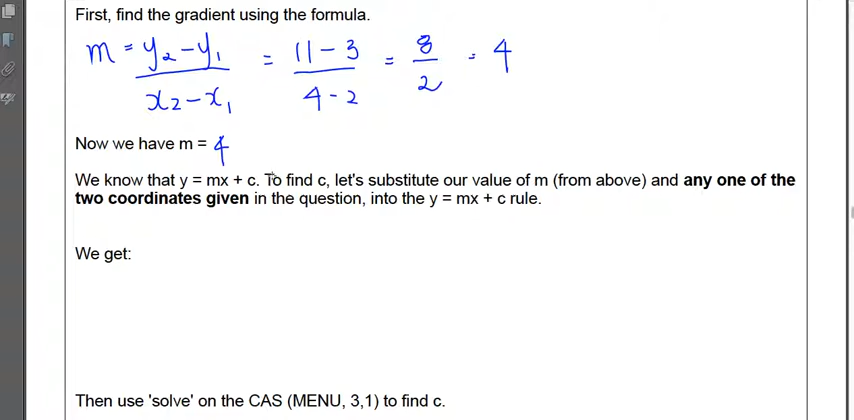 First, find the gradient using the formula.
m = y₂ − y₁ / x₂ − x₁ = 11 − 3 / 4 − 2 = 8 / 2 = 4
Now we have m = 4
We know that y = mx + c. To find c, let's substitute our value of m (from above) and any one of the
two coordinates given in the question, into the y = mx + c rule.
We get:
Then use 'solve' on the CAS (MENU, 3,1) to find c.